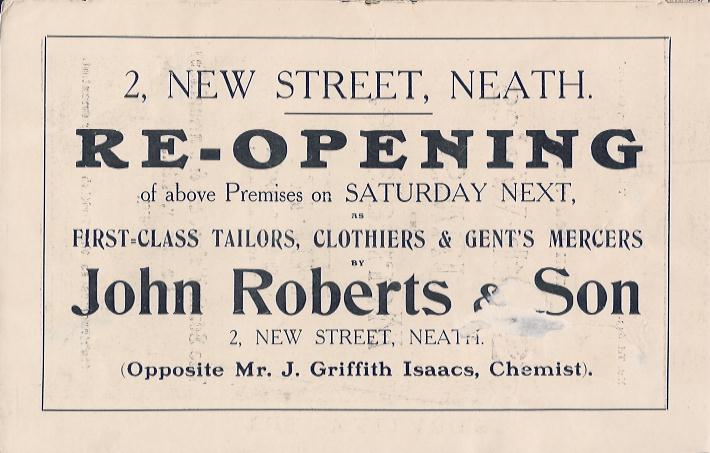 2, NEW STREET, NEATH.
RE-OPENING
of above Premises on SATURDAY NEXT,
AS
FIRST-CLASS TAILORS, CLOTHIERS & GENT'S MERCERS
BY
John Roberts & Son
2, NEW STREET, NEATH.
(Opposite Mr. J. Griffith Isaacs, Chemist).